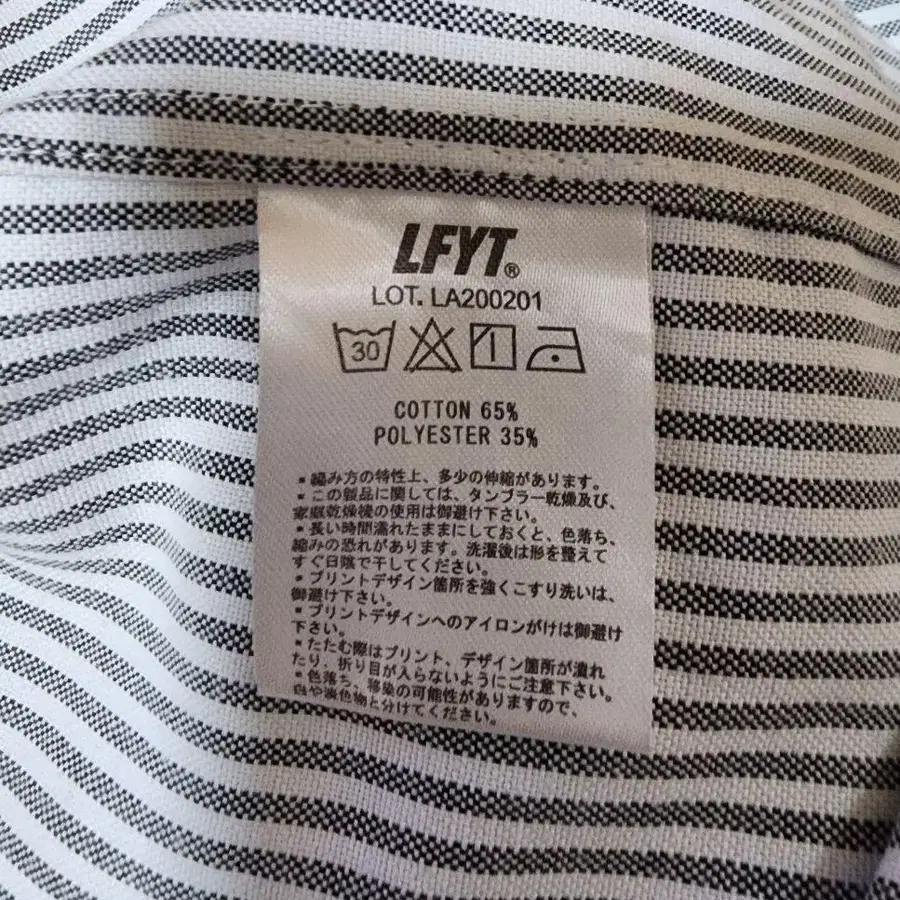 LFYT®
LOT. LA200201
30
COTTON 65%
POLYESTER 35%
▪編み方の特性上、多少の伸縮があります。
▪この製品に関しては、タンブラー乾燥及び、
家庭乾燥後の使用は御避け下さい。
▪長い時間濡れたままにしておくと、色落ち、
縮みの恐れがあります。洗濯後は形を整えて
すぐ日陰で干してください。
▪プリントデザイン箇所を強くこすり洗いは、
御避け下さい。
▪プリントデザインへのアイロンがけは御避け
下さい。
▪たたむ際はプリント、デザイン箇所が潰れ
たり、折り目が入らないようにご注意下さい。
▪色落ち、移染の可能性がありますので、
白や淡色物と分けてください。